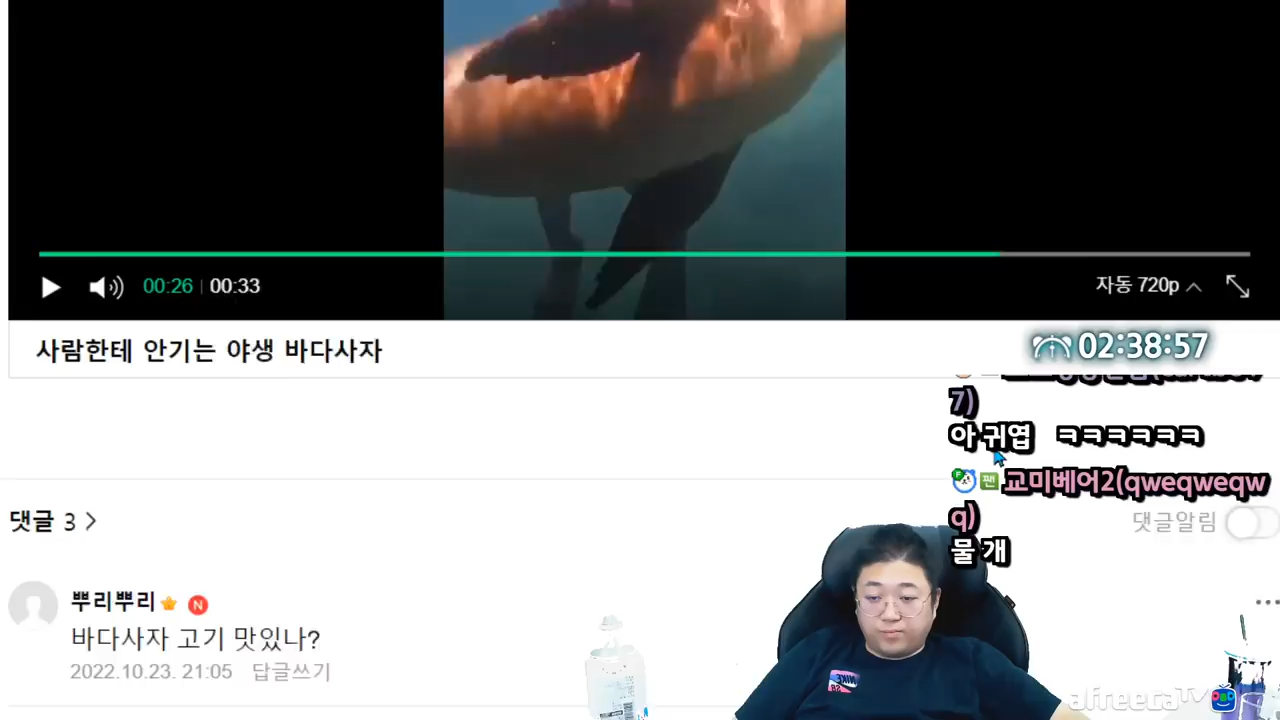 00:26 | 00:33
자동 720p
사람한테 안기는 야생 바다사자
02:38:57
7)
아 귀엽 ㅋㅋㅋㅋㅋㅋ
F 팬 교미베어2(qweqweqw
q)
물 개
댓글 3
댓글알림
뿌리뿌리 N
바다사자 고기 맛있나?
2022.10.23. 21:05 답글쓰기
NIKE
SB
afreecaTV